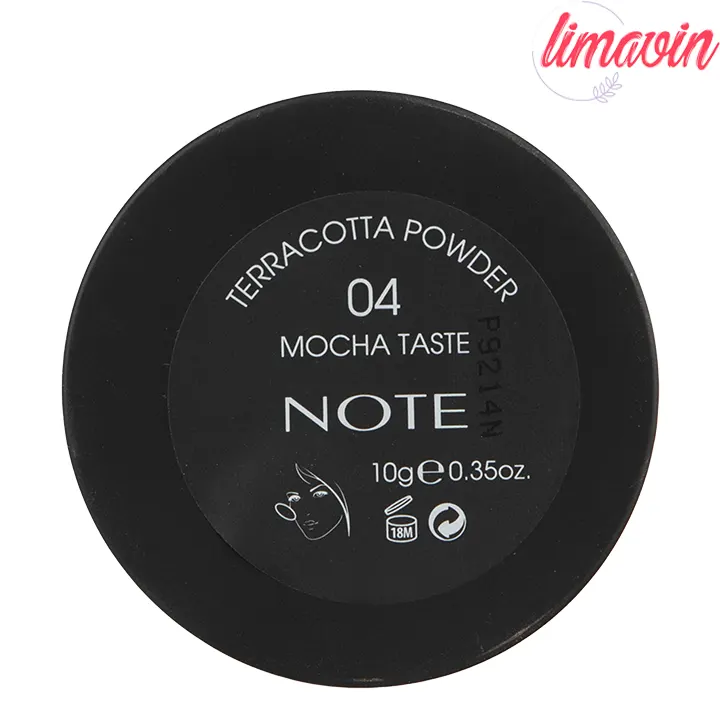 limavin
TERRACOTTA POWDER
04
MOCHA TASTE
NOTE
P9214N
10g℮0.35oz.
18M